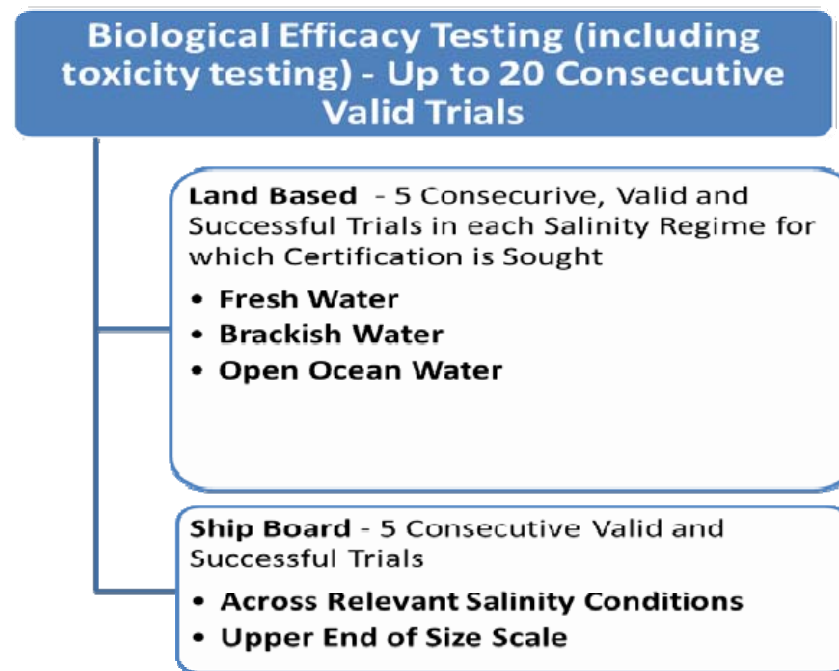 Biological Efficacy Testing (including
toxicity testing) - Up to 20 Consecutive
Valid Trials
Land Based - 5 Consecurive, Valid and
Successful Trials in each Salinity Regime for
which Certification is Sought
• Fresh Water
• Brackish Water
• Open Ocean Water
Ship Board - 5 Consecutive Valid and
Successful Trials
• Across Relevant Salinity Conditions
• Upper End of Size Scale